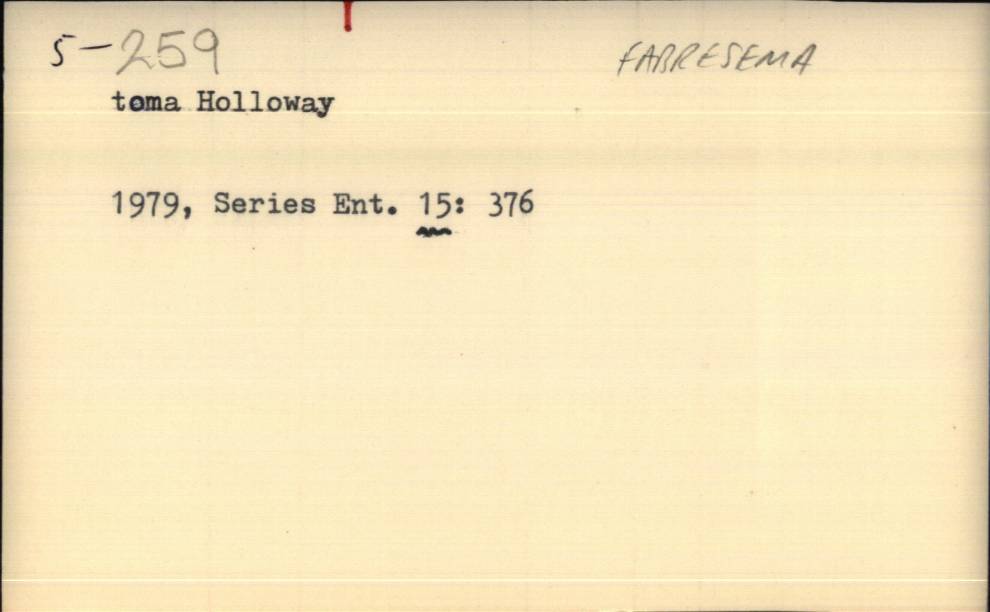 5-259 FABRESEMA
toma Holloway
1979, Series Ent. 15: 376